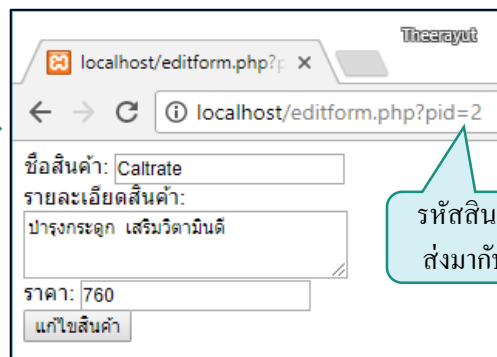 Theerayut
localhost/editform.php?p
localhost/editform.php?pid=2
ชื่อสินค้า: Caltrate
รายละเอียดสินค้า:
บำรุงกระดูก เสริมวิตามินดี
รหัสสิน
ส่งมากับ
ราคา: 760
แก้ไขสินค้า